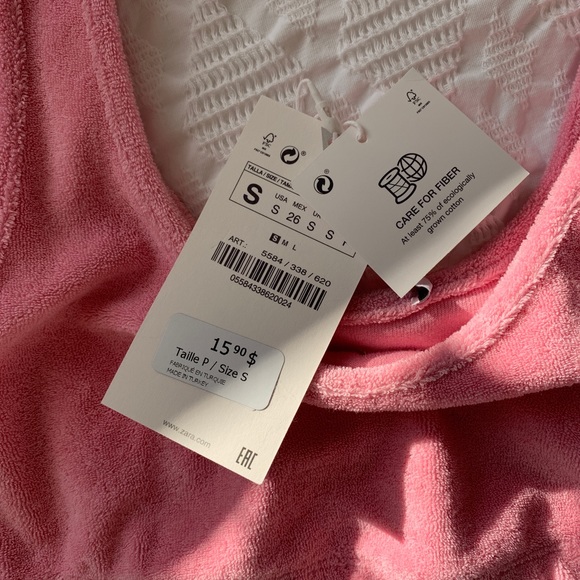 TALLA/SIZE/TAM
S
USA MEX
S 26 S S
S M L
ART.: 5584/338/620
05584338620024
15 90 $
Taille P / Size S
FABRIQUÉ EN TURQUIE
MADE IN TURKEY
www.zara.com
EAC
CARE FOR FIBER
At least 75% of ecologically
grown cotton